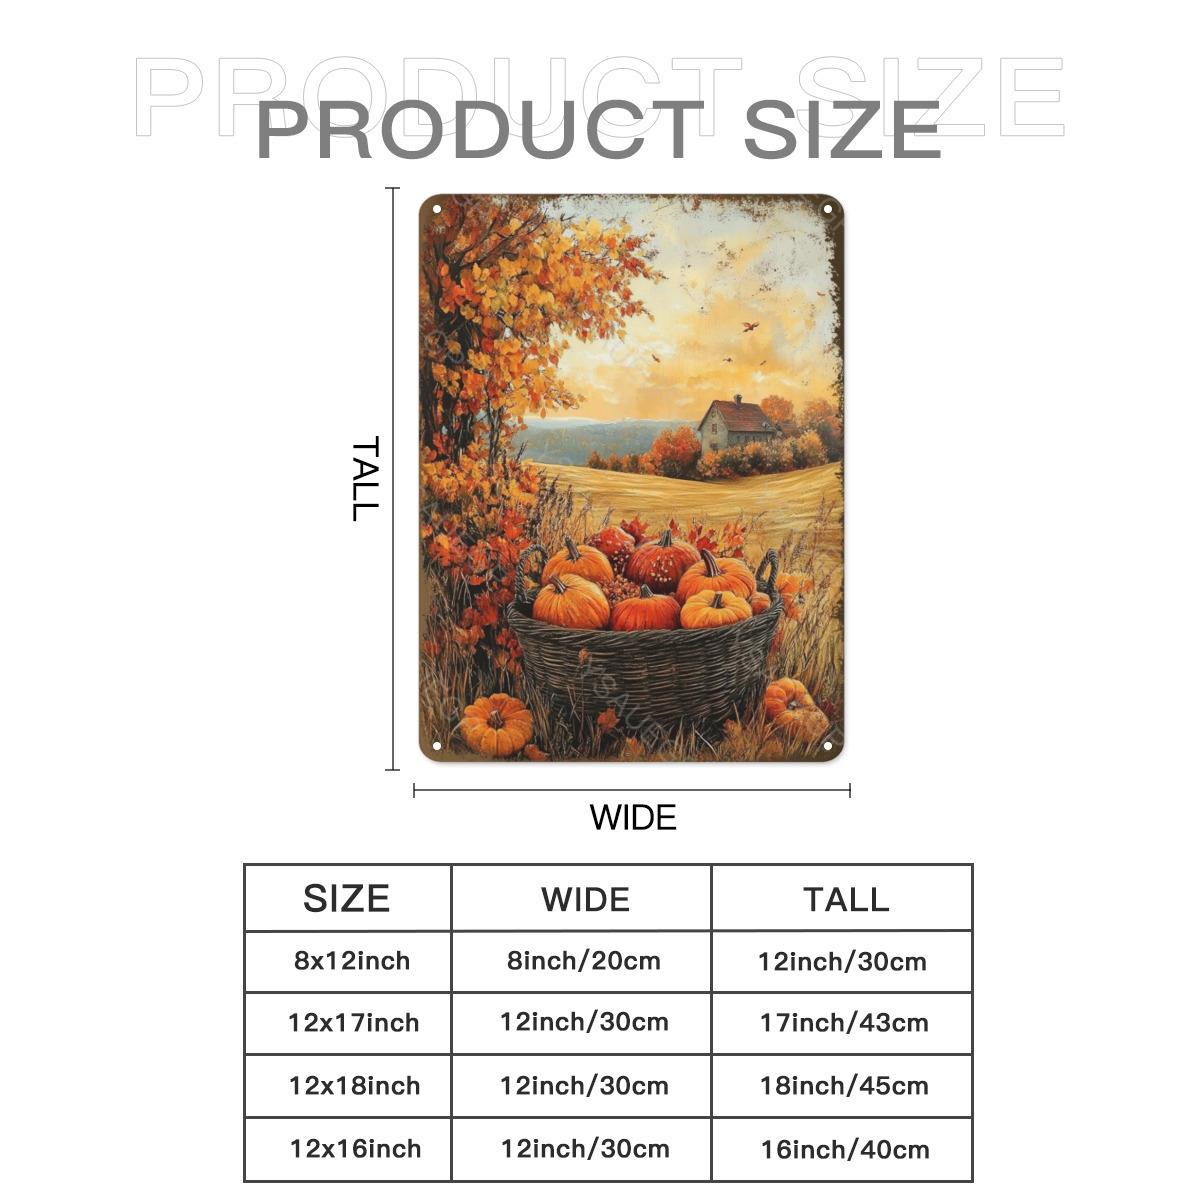 PRODUCT SIZE
PRODUCT SIZE
TALL
WIDE
SIZE WIDE TALL
8x12inch 8inch/20cm 12inch/30cm
12x17inch 12inch/30cm 17inch/43cm
12x18inch 12inch/30cm 18inch/45cm
12x16inch 12inch/30cm 16inch/40cm